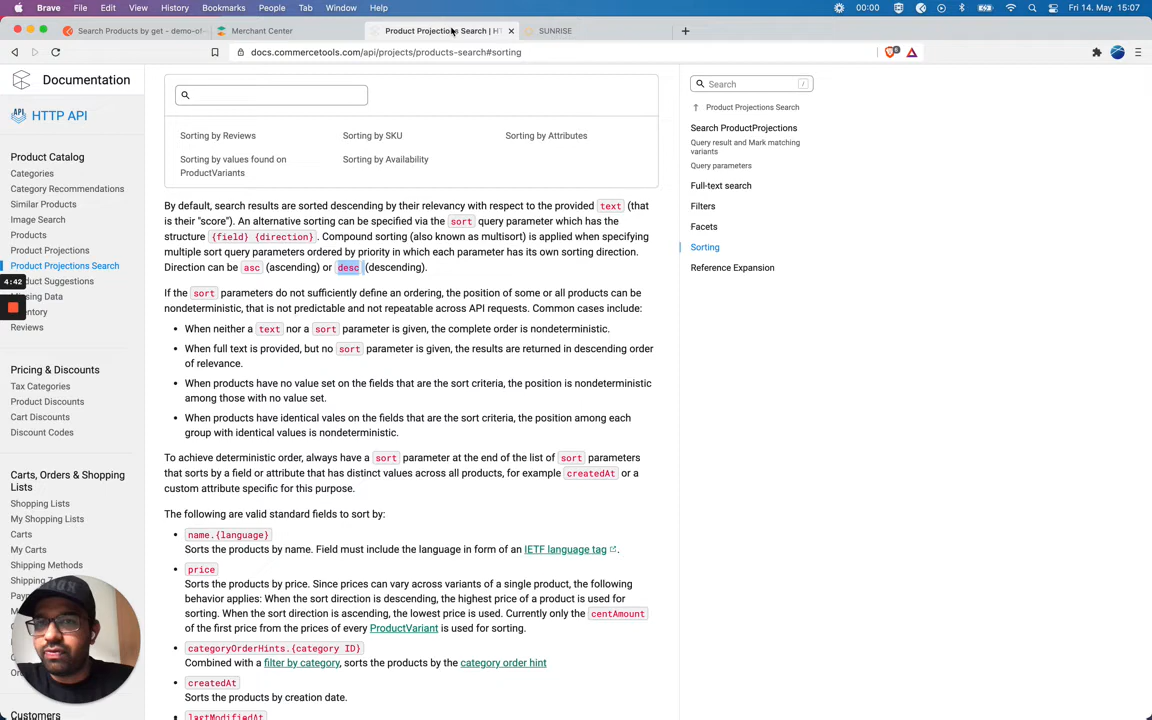 Brave File Edit View History Bookmarks People Tab Window Help 00:00 Fri 14. May 15:07
Search Products by get - demo-of- Merchant Center Product Projections Search | HT SUNRISE
docs.commercetools.com/api/projects/products-search#sorting
Documentation
HTTP API
Product Catalog
Categories
Category Recommendations
Similar Products
Image Search
Products
Product Projections
Product Projections Search
Product Suggestions
4:42
Missing Data
Inventory
Reviews
Pricing & Discounts
Tax Categories
Product Discounts
Cart Discounts
Discount Codes
Carts, Orders & Shopping
Lists
Shopping Lists
My Shopping Lists
Carts
My Carts
Shipping Methods
Shipping Z
Customers
Sorting by Reviews Sorting by SKU Sorting by Attributes
Sorting by values found on Sorting by Availability
ProductVariants
By default, search results are sorted descending by their relevancy with respect to the provided text (that
is their "score"). An alternative sorting can be specified via the sort query parameter which has the
structure {field} {direction}. Compound sorting (also known as multisort) is applied when specifying
multiple sort query parameters ordered by priority in which each parameter has its own sorting direction.
Direction can be asc (ascending) or desc (descending).
If the sort parameters do not sufficiently define an ordering, the position of some or all products can be
nondeterministic, that is not predictable and not repeatable across API requests. Common cases include:
• When neither a text nor a sort parameter is given, the complete order is nondeterministic.
• When full text is provided, but no sort parameter is given, the results are returned in descending order
of relevance.
• When products have no value set on the fields that are the sort criteria, the position is nondeterministic
among those with no value set.
• When products have identical vales on the fields that are the sort criteria, the position among each
group with identical values is nondeterministic.
To achieve deterministic order, always have a sort parameter at the end of the list of sort parameters
that sorts by a field or attribute that has distinct values across all products, for example createdAt or a
custom attribute specific for this purpose.
The following are valid standard fields to sort by:
• name.{language}
Sorts the products by name. Field must include the language in form of an IETF language tag.
• price
Sorts the products by price. Since prices can vary across variants of a single product, the following
behavior applies: When the sort direction is descending, the highest price of a product is used for
sorting. When the sort direction is ascending, the lowest price is used. Currently only the centAmount
of the first price from the prices of every ProductVariant is used for sorting.
• categoryOrderHints.{category ID}
Combined with a filter by category, sorts the products by the category order hint
• createdAt
Sorts the products by creation date.
• lastModifiedAt
Search /
Product Projections Search
Search ProductProjections
Query result and Mark matching
variants
Query parameters
Full-text search
Filters
Facets
Sorting
Reference Expansion